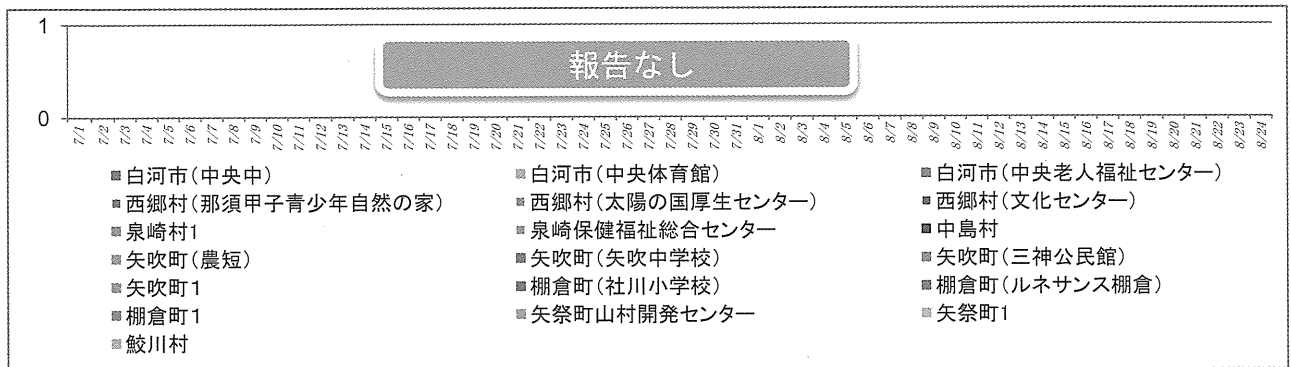 1
報告なし
0
7/1 7/2 7/3 7/4 7/5 7/6 7/7 7/8 7/9 7/10 7/11 7/12 7/13 7/14 7/15 7/16 7/17 7/18 7/19 7/20 7/21 7/22 7/23 7/24 7/25 7/26 7/27 7/28 7/29 7/30 7/31 8/1 8/2 8/3 8/4 8/5 8/6 8/7 8/8 8/9 8/10 8/11 8/12 8/13 8/14 8/15 8/16 8/17 8/18 8/19 8/20 8/21 8/22 8/23 8/24
白河市(中央中) 白河市(中央体育館) 白河市(中央老人福祉センター)
西郷村(那須甲子青少年自然の家) 西郷村(太陽の国厚生センター) 西郷村(文化センター)
泉崎村1 泉崎保健福祉総合センター 中島村
矢吹町(農短) 矢吹町(矢吹中学校) 矢吹町(三神公民館)
矢吹町1 棚倉町(社川小学校) 棚倉町(ルネサンス棚倉)
棚倉町1 矢祭町山村開発センター 矢祭町1
鮫川村